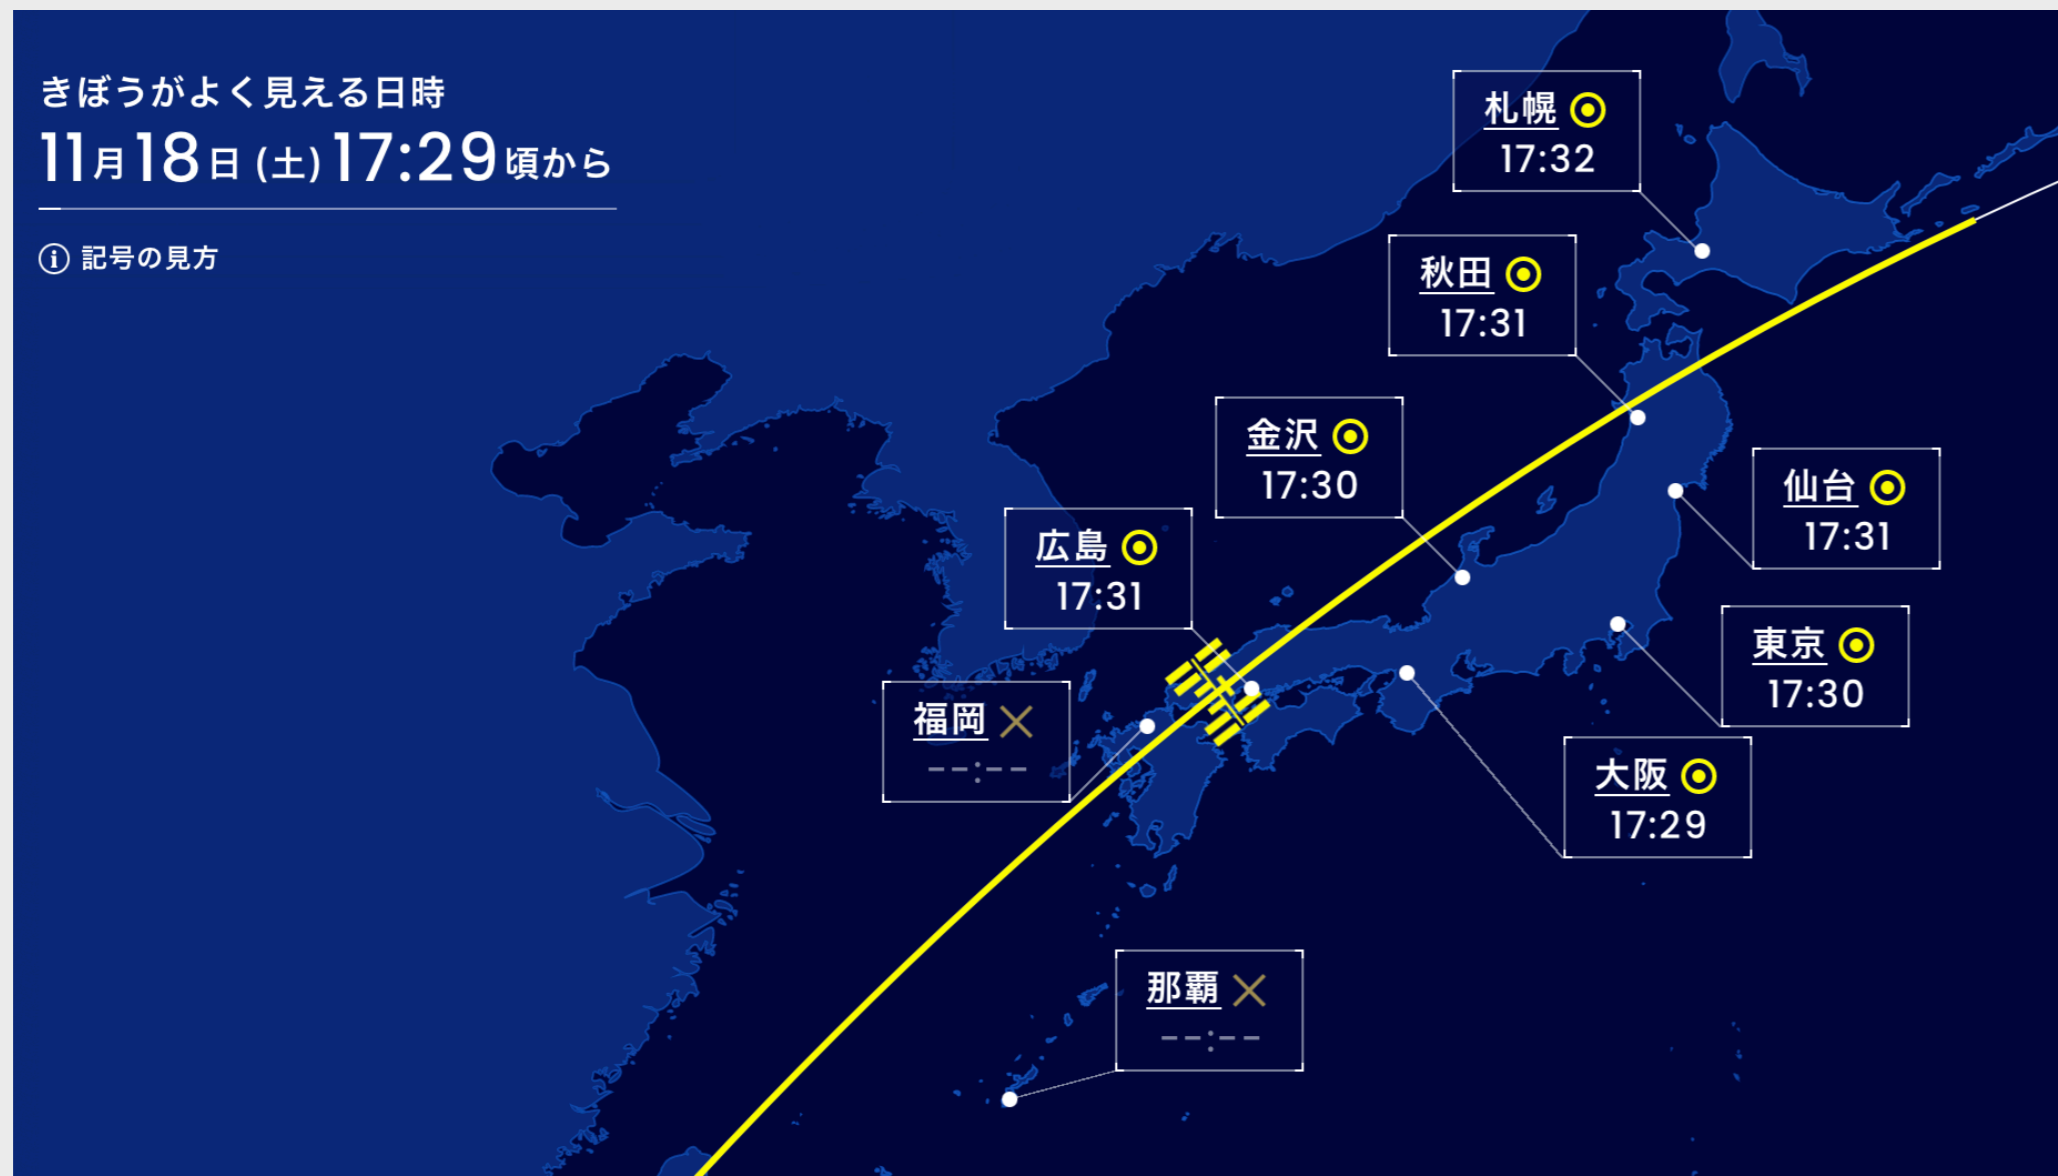 きぼうがよく見える日時
11月18日(土)17:29頃から
記号の見方
札幌
17:32
秋田
17:31
金沢
17:30
仙台
17:31
広島
17:31
東京
17:30
福岡
--:--
大阪
17:29
那覇
--:--